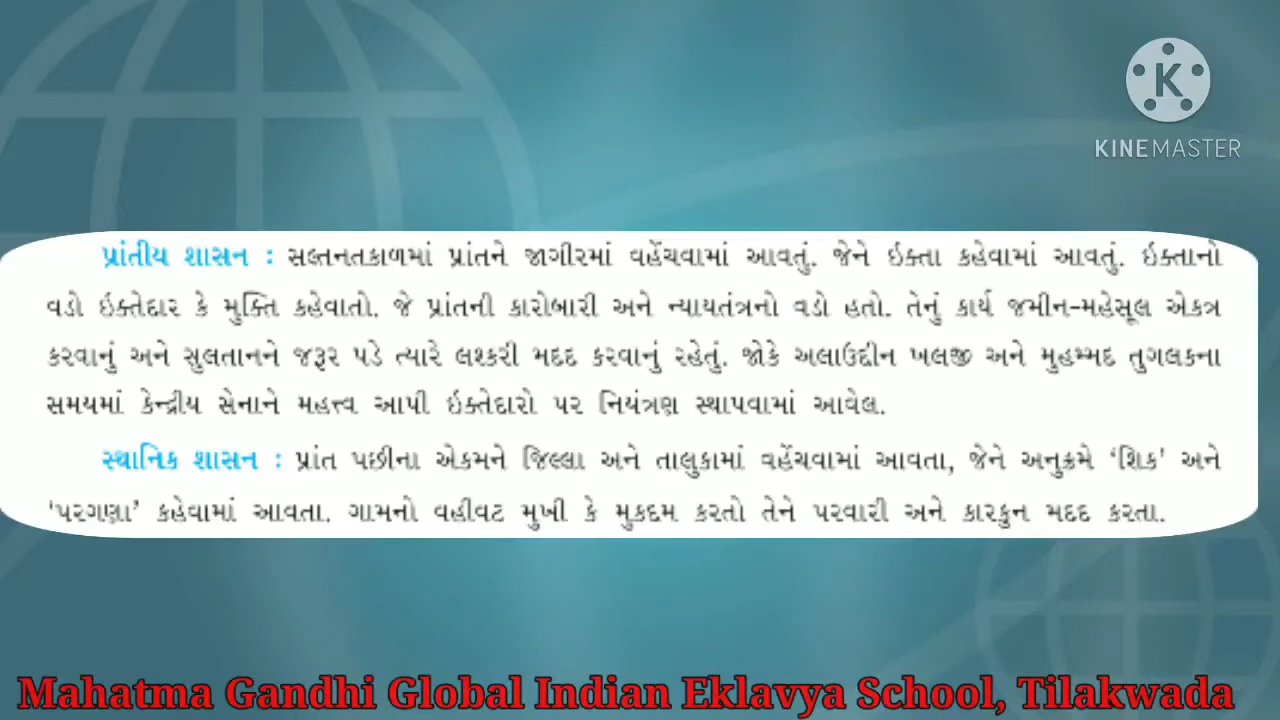 K
KINEMASTER
પ્રાંતીય શાસન : સલ્તનતકાળમાં પ્રાંતને જાગીરમાં વહેંચવામાં આવતું. જેને ઇક્તા કહેવામાં આવતું. ઇક્તાનો
વડો ઇક્તેદાર કે મુક્તિ કહેવાતો. જે પ્રાંતની કારોબારી અને ન્યાયતંત્રનો વડો હતો. તેનું કાર્ય જમીન-મહેસૂલ એકત્ર
કરવાનું અને સુલતાનને જરૂર પડે ત્યારે લશ્કરી મદદ કરવાનું રહેતું. જોકે અલાઉદ્દીન ખલજી અને મુહમ્મદ તુગલકના
સમયમાં કેન્દ્રીય સેનાને મહત્ત્વ આપી ઇક્તેદારો પર નિયંત્રણ સ્થાપવામાં આવેલ.
સ્થાનિક શાસન : પ્રાંત પછીના એકમને જિલ્લા અને તાલુકામાં વહેંચવામાં આવતા, જેને અનુક્રમે ‘શિક’ અને
‘પરગણા’ કહેવામાં આવતા. ગામનો વહીવટ મુખી કે મુકદમ કરતો તેને પરવારી અને કારકુન મદદ કરતા.
Mahatma Gandhi Global Indian Eklavya School, Tilakwada